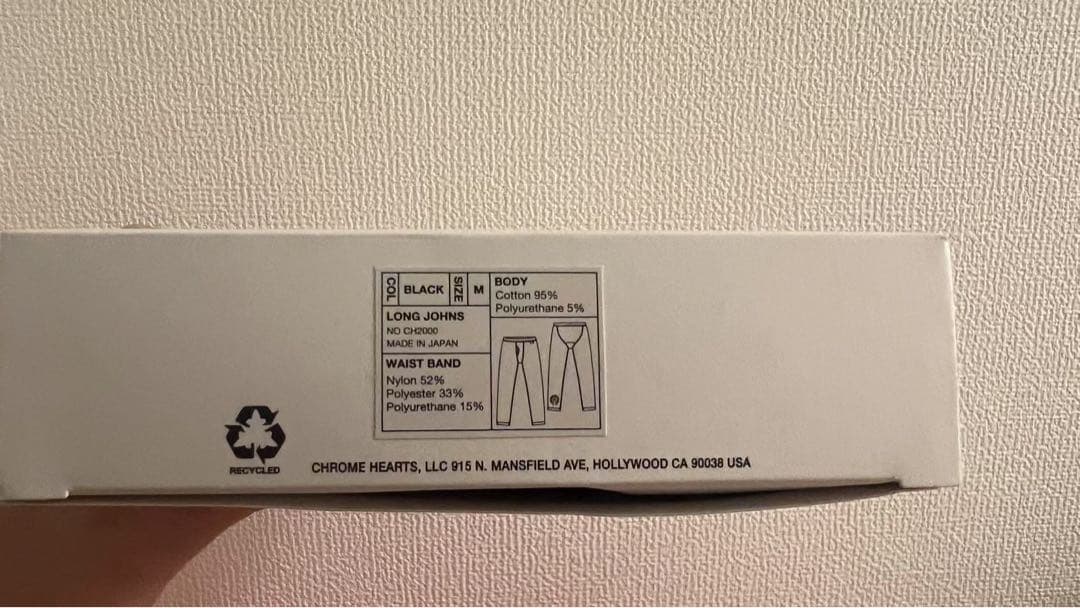 COL BLACK SIZE M
LONG JOHNS
NO CH2000
MADE IN JAPAN
WAIST BAND
Nylon 52%
Polyester 33%
Polyurethane 15%
BODY
Cotton 95%
Polyurethane 5%
RECYCLED
CHROME HEARTS, LLC 915 N. MANSFIELD AVE, HOLLYWOOD CA 90038 USA